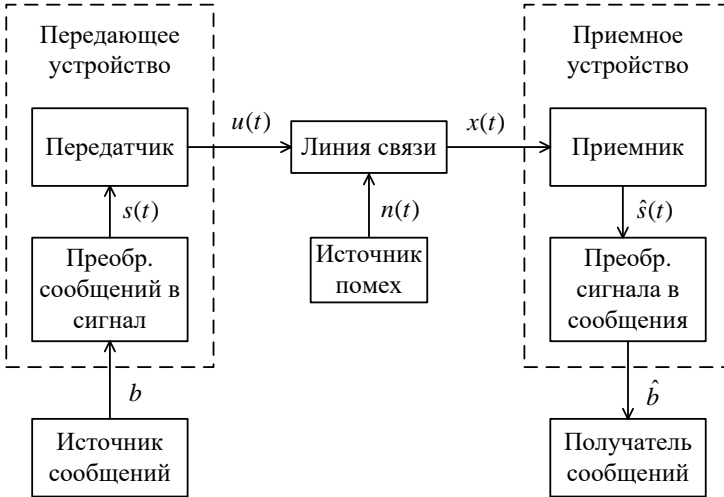 Передающее
устройство
Передатчик
s(t)
Преобр.
сообщений в
сигнал
b
Источник
сообщений
u(t)
Линия связи
n(t)
Источник
помех
x(t)
Приемное
устройство
Приемник
ŝ(t)
Преобр.
сигнала в
сообщения
b̂
Получатель
сообщений